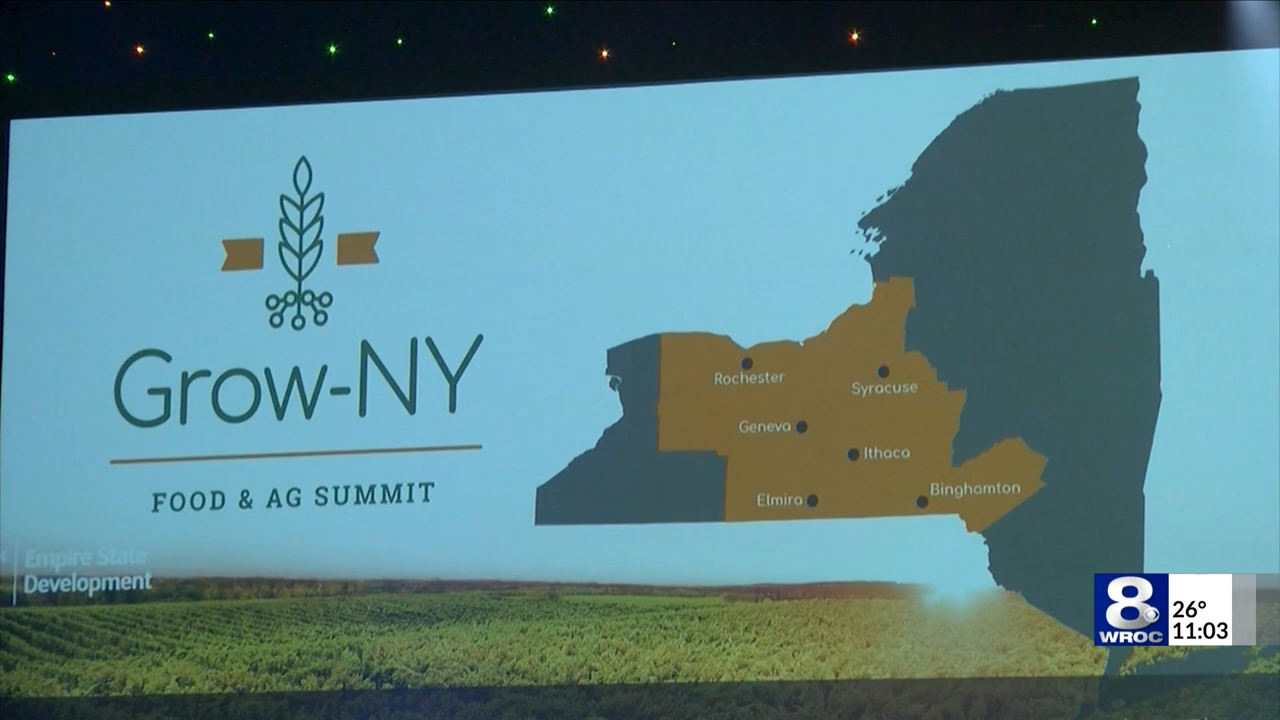 Grow-NY
FOOD & AG SUMMIT
Rochester
Syracuse
Geneva
Ithaca
Elmira
Binghamton
Empire State
Development
8
WROC
26°
11:03